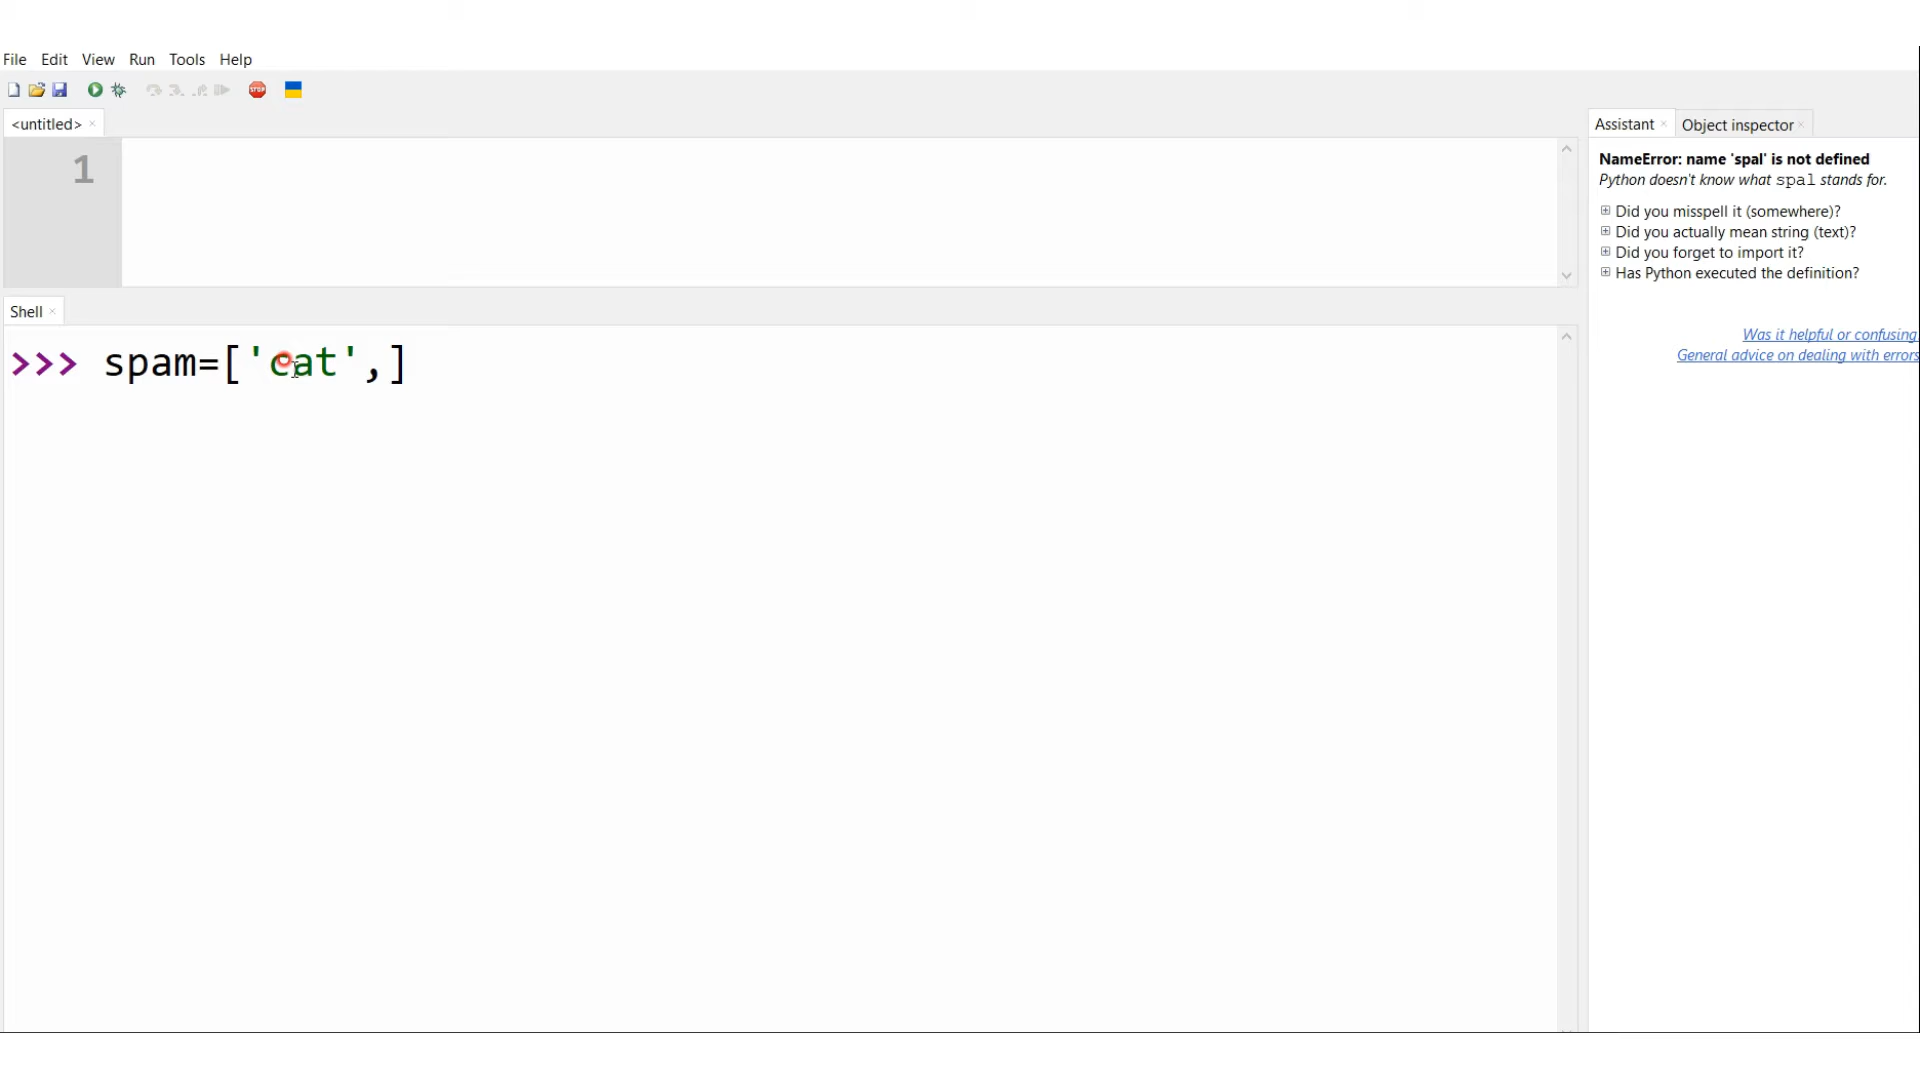 File Edit View Run Tools Help
STOP
<untitled> ×
Assistant × Object inspector ×
1
NameError: name 'spal' is not defined
Python doesn't know what spal stands for.
Did you misspell it (somewhere)?
Did you actually mean string (text)?
Did you forget to import it?
Has Python executed the definition?
Shell ×
Was it helpful or confusing
General advice on dealing with errors
>>> spam=['cat',]